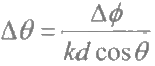 Δθ = Δϕ / kd cos θ